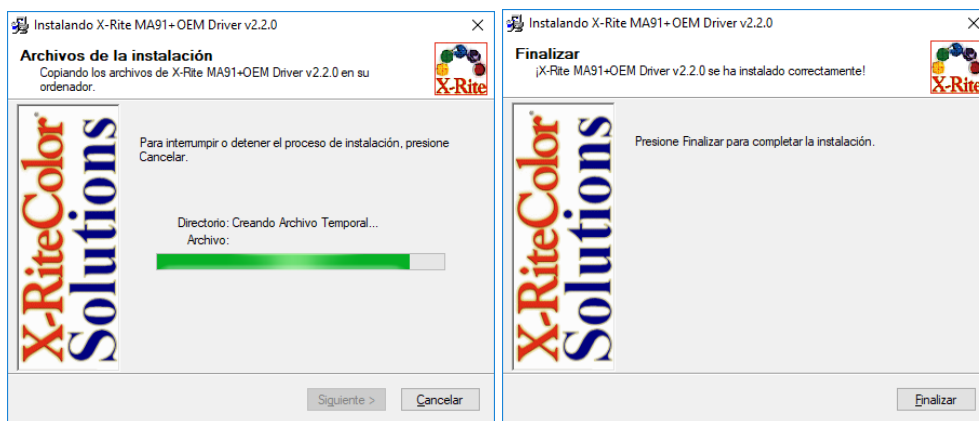 Instalando X-Rite MA91+ OEM Driver v2.2.0
Archivos de la instalación
Copiando los archivos de X-Rite MA91+OEM Driver v2.2.0 en su
ordenador.
X-Rite
X-RiteColor
Solutions
Para interrumpir o detener el proceso de instalación, presione
Cancelar.
Directorio: Creando Archivo Temporal...
Archivo:
Siguiente >
Cancelar
Instalando X-Rite MA91+ OEM Driver v2.2.0
Finalizar
¡X-Rite MA91+OEM Driver v2.2.0 se ha instalado correctamente!
X-Rite
X-RiteColor
Solutions
Presione Finalizar para completar la instalación.
Finalizar